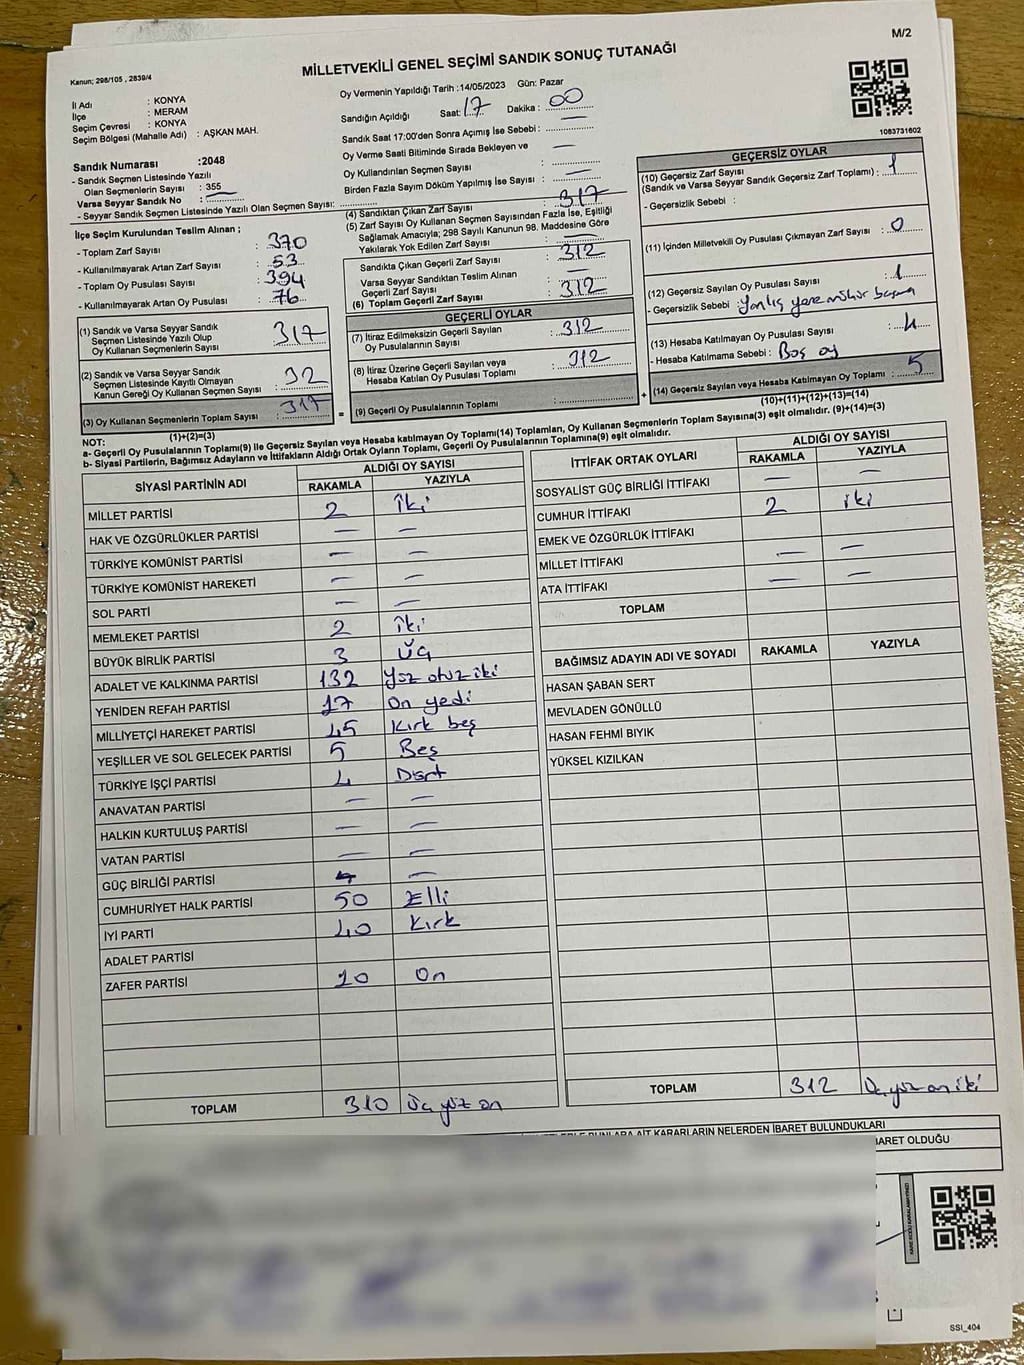 M/2
MİLLETVEKİLİ GENEL SEÇİMİ SANDIK SONUÇ TUTANAĞI
Kanun; 298/105 , 2839/4
İl Adı : KONYA
İlçe : MERAM
Seçim Çevresi : KONYA
Seçim Bölgesi (Mahalle Adı) : AŞKAN MAH.
Sandık Numarası :2048
- Sandık Seçmen Listesinde Yazılı
Olan Seçmenlerin Sayısı : 355
Varsa Seyyar Sandık No :
- Seyyar Sandık Seçmen Listesinde Yazılı Olan Seçmen Sayısı:
Oy Vermenin Yapıldığı Tarih :14/05/2023 Gün: Pazar
Sandığın Açıldığı Saat: 17 Dakika : 00
Sandık Saat 17:00'den Sonra Açımış İse Sebebi : —
Oy Verme Saati Bitiminde Sırada Bekleyen ve
Oy Kullandırılan Seçmen Sayısı : —
Birden Fazla Sayım Döküm Yapılmış İse Sayısı : —
1083731602
İlçe Seçim Kurulundan Teslim Alınan ;
- Toplam Zarf Sayısı : 370
- Kullanılmayarak Artan Zarf Sayısı : 53
- Toplam Oy Pusulası Sayısı : 394
- Kullanılmayarak Artan Oy Pusulası : 76
(1) Sandık ve Varsa Seyyar Sandık
Seçmen Listesinde Yazılı Olup
Oy Kullanan Seçmenlerin Sayısı : 317
(2) Sandık ve Varsa Seyyar Sandık
Seçmen Listesinde Kayıtlı Olmayan
Kanun Gereği Oy Kullanan Seçmen Sayısı : 32
(3) Oy Kullanan Seçmenlerin Toplam Sayısı : 317
(1)+(2)=(3)
(4) Sandıktan Çıkan Zarf Sayısı : 317
(5) Zarf Sayısı Oy Kullanan Seçmen Sayısından Fazla İse, Eşitliği
Sağlamak Amacıyla; 298 Sayılı Kanunun 98. Maddesine Göre
Yakılarak Yok Edilen Zarf Sayısı : —
Sandıkta Çıkan Geçerli Zarf Sayısı : 312
Varsa Seyyar Sandıktan Teslim Alınan
Geçerli Zarf Sayısı : —
(6) Toplam Geçerli Zarf Sayısı : 312
GEÇERLİ OYLAR
(7) İtiraz Edilmeksizin Geçerli Sayılan
Oy Pusulalarının Sayısı : 312
(8) İtiraz Üzerine Geçerli Sayılan veya
Hesaba Katılan Oy Pusulası Toplamı : 312
= (9) Geçerli Oy Pusulalarının Toplamı : +
GEÇERSİZ OYLAR
(10) Geçersiz Zarf Sayısı
(Sandık ve Varsa Seyyar Sandık Geçersiz Zarf Toplamı) : 1
- Geçersizlik Sebebi :
(11) İçinden Milletvekili Oy Pusulası Çıkmayan Zarf Sayısı : 0
(12) Geçersiz Sayılan Oy Pusulası Sayısı : 1
- Geçersizlik Sebebi : Yanlış yere mühür basma
(13) Hesaba Katılmayan Oy Pusulası Sayısı : 4
- Hesaba Katılmama Sebebi : Boş oy
(14) Geçersiz Sayılan veya Hesaba Katılmayan Oy Toplamı : 5
(10)+(11)+(12)+(13)=(14)
NOT:
a- Geçerli Oy Pusulalarının Toplamı(9) ile Geçersiz Sayılan veya Hesaba katılmayan Oy Toplamı(14) Toplamları, Oy Kullanan Seçmenlerin Toplam Sayısına(3) eşit olmalıdır. (9)+(14)=(3)
b- Siyasi Partilerin, Bağımsız Adayların ve İttifakların Aldığı Ortak Oyların Toplamı, Geçerli Oy Pusulalarının Toplamına(9) eşit olmalıdır.
SİYASİ PARTİNİN ADI ALDIĞI OY SAYISI
RAKAMLA YAZIYLA
MİLLET PARTİSİ 2 İki
HAK VE ÖZGÜRLÜKLER PARTİSİ — —
TÜRKİYE KOMÜNİST PARTİSİ — —
TÜRKİYE KOMÜNİST HAREKETİ — —
SOL PARTİ — —
MEMLEKET PARTİSİ 2 İki
BÜYÜK BİRLİK PARTİSİ 3 Üç
ADALET VE KALKINMA PARTİSİ 132 Yüz otuz iki
YENİDEN REFAH PARTİSİ 17 On yedi
MİLLİYETÇİ HAREKET PARTİSİ 45 Kırk beş
YEŞİLLER VE SOL GELECEK PARTİSİ 5 Beş
TÜRKİYE İŞÇİ PARTİSİ 4 Dört
ANAVATAN PARTİSİ — —
HALKIN KURTULUŞ PARTİSİ — —
VATAN PARTİSİ — —
GÜÇ BİRLİĞİ PARTİSİ —
CUMHURİYET HALK PARTİSİ 50 Elli
İYİ PARTİ 40 Kırk
ADALET PARTİSİ
ZAFER PARTİSİ 10 On
TOPLAM 310 Üç yüz on
İTTİFAK ORTAK OYLARI ALDIĞI OY SAYISI
RAKAMLA YAZIYLA
SOSYALİST GÜÇ BİRLİĞİ İTTİFAKI — —
CUMHUR İTTİFAKI 2 iki
EMEK VE ÖZGÜRLÜK İTTİFAKI
MİLLET İTTİFAKI — —
ATA İTTİFAKI — —
TOPLAM
BAĞIMSIZ ADAYIN ADI VE SOYADI RAKAMLA YAZIYLA
HASAN ŞABAN SERT
MEVLADEN GÖNÜLLÜ
HASAN FEHMİ BIYIK
YÜKSEL KIZILKAN
TOPLAM 312 Üç yüz on iki
BUNLARA AİT KARARLARIN NELERDEN İBARET BULUNDUKLARI
İBARET OLDUĞU
SSI_404